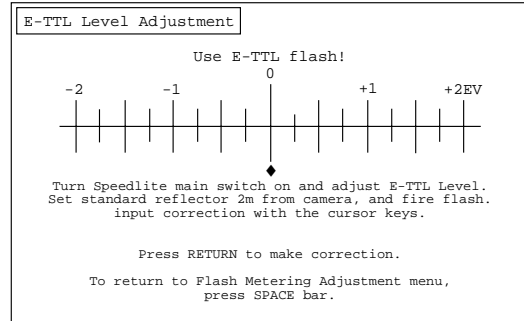 E-TTL Level Adjustment
Use E-TTL flash!
-2 -1 0 +1 +2EV
Turn Speedlite main switch on and adjust E-TTL Level.
Set standard reflector 2m from camera, and fire flash.
input correction with the cursor keys.
Press RETURN to make correction.
To return to Flash Metering Adjustment menu,
press SPACE bar.